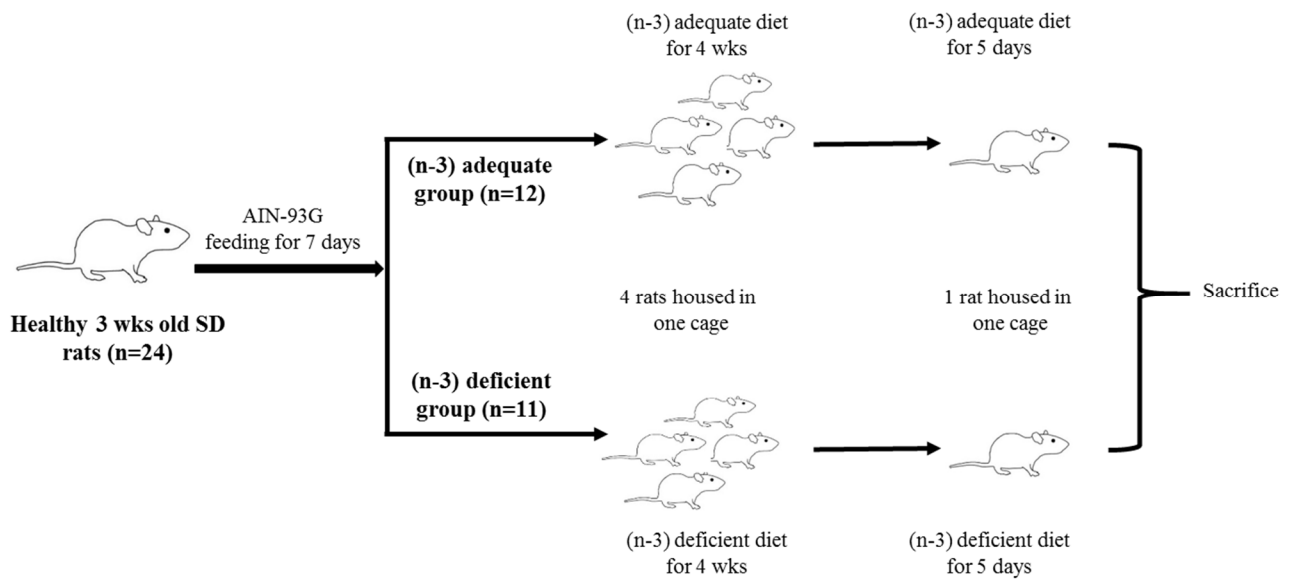 (n-3) adequate diet
for 4 wks
(n-3) adequate diet
for 5 days
(n-3) adequate
group (n=12)
AIN-93G
feeding for 7 days
Healthy 3 wks old SD
rats (n=24)
4 rats housed in
one cage
1 rat housed in
one cage
Sacrifice
(n-3) deficient
group (n=11)
(n-3) deficient diet
for 4 wks
(n-3) deficient diet
for 5 days